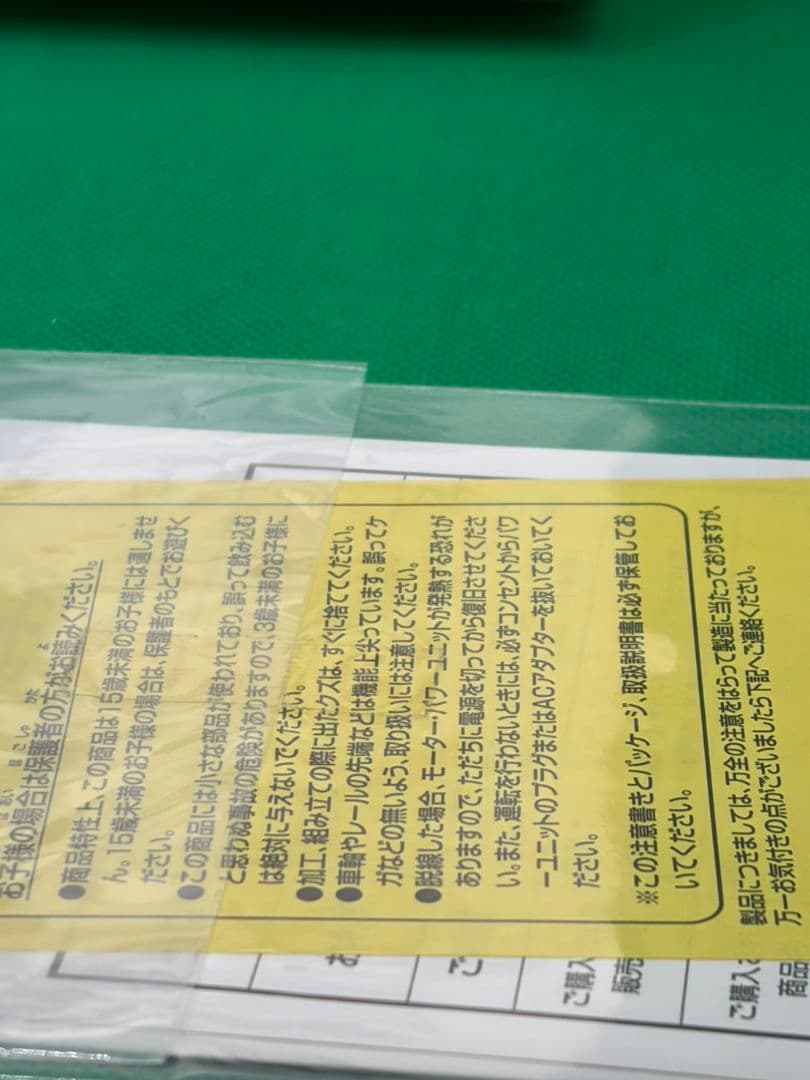 お子様の場合は保護者の方がお読みください。
●商品特性上、この商品は15歳未満のお子様には適しませ
ん。15歳未満のお子様の場合は、保護者のもとでお遊びく
ださい。
●この商品には小さな部品が使われており、誤って飲み込む
と思わぬ事故の危険がありますので、3歳未満のお子様に
は絶対に与えないでください。
●加工、組み立ての際に出たクズは、すぐに捨ててください。
●車輪やレールの先端などは機能上尖っています。誤ってケ
ガなどの無いよう、取り扱いには注意してください。
●脱線した場合、モーター・パワーユニットが発熱する恐れが
ありますので、ただちに電源を切ってから復旧させてくださ
い。また、運転を行わないときには、必ずコンセントからパワ
ーユニットのプラグまたはACアダプターを抜いておいてく
ださい。
※この注意書きとパッケージ、取扱説明書は必ず保管してお
いてください。
製品につきましては、万全の注意をはらって製造に当たっておりますが、
万一お気付きの点がございましたら下記へご連絡ください。
お
ご
ご購入
販売
ご購入
商品